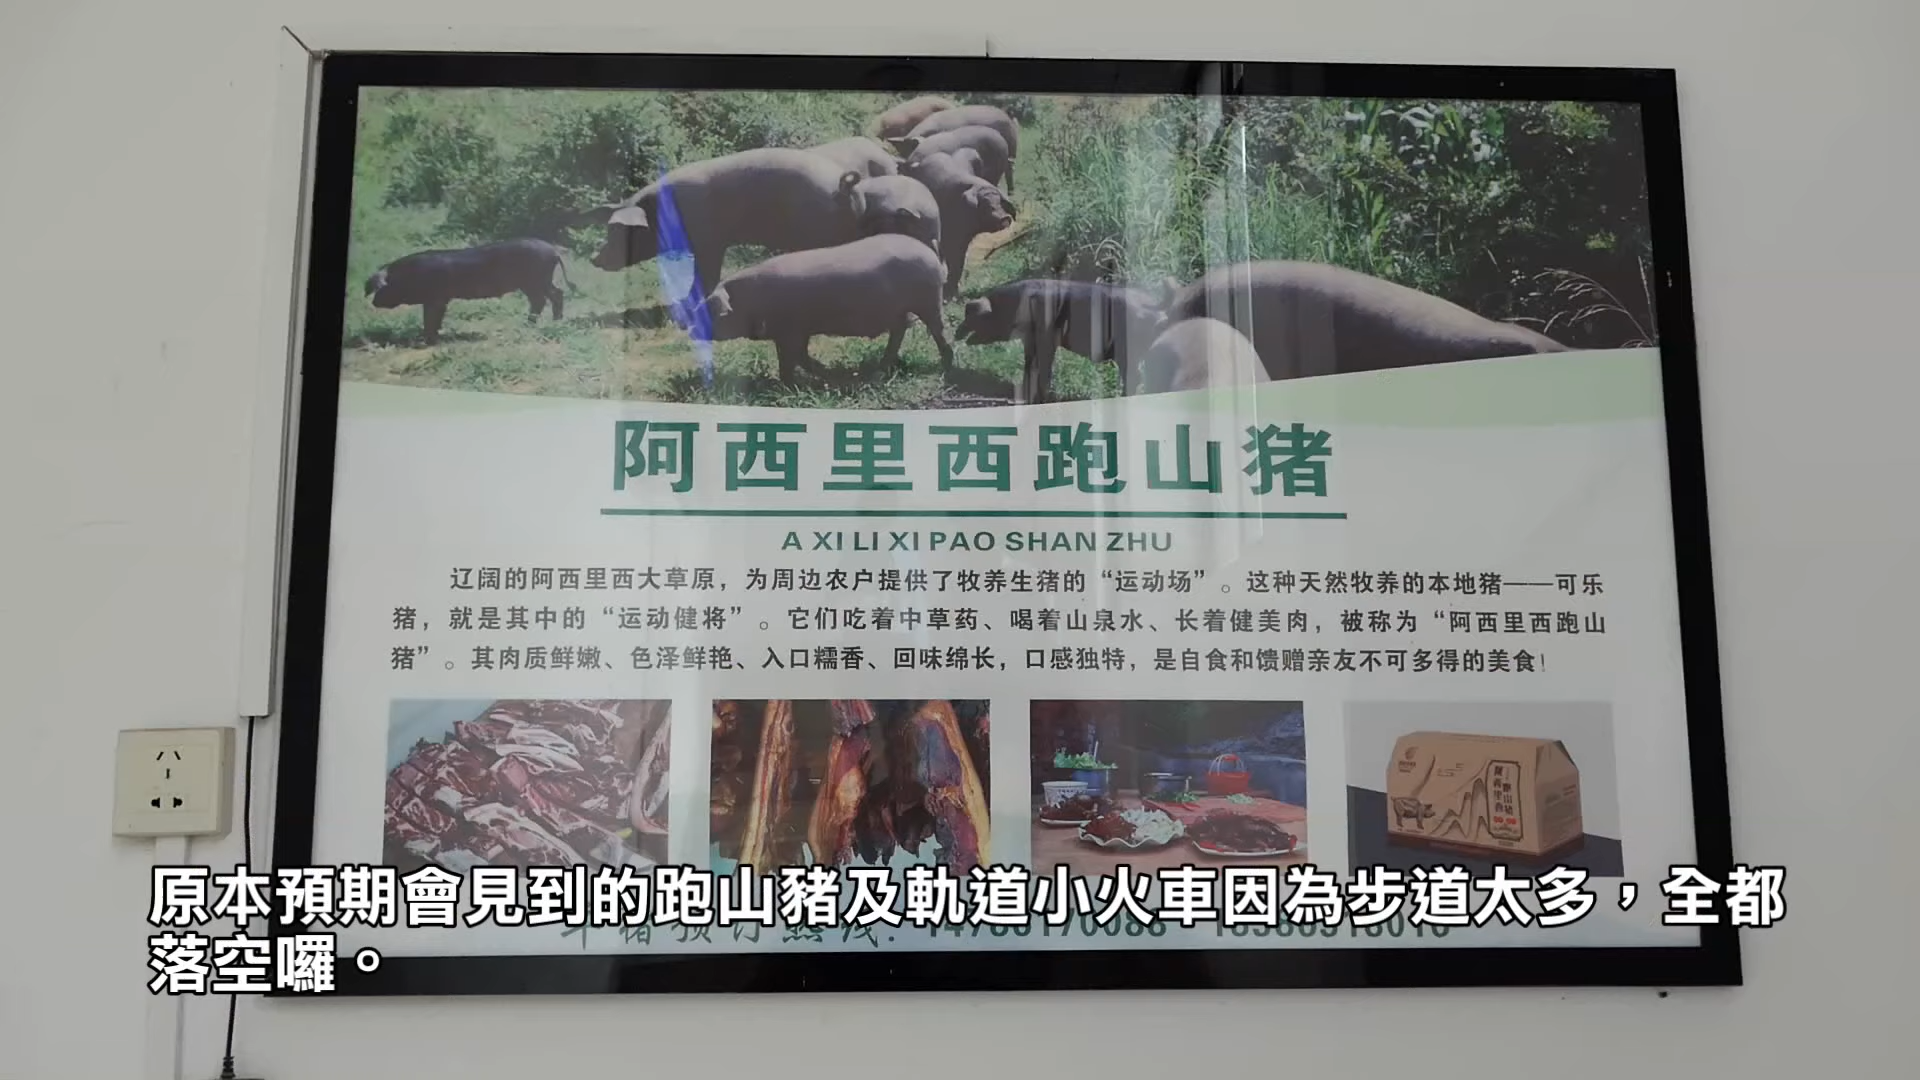 阿西里西跑山猪
A XI LI XI PAO SHAN ZHU
辽阔的阿西里西大草原，为周边农户提供了牧养生猪的“运动场”。这种天然牧养的本地猪——可乐
猪，就是其中的“运动健将”。它们吃着中草药、喝着山泉水、长着健美肉，被称为“阿西里西跑山
猪”。其肉质鲜嫩、色泽鲜艳、入口糯香、回味绵长，口感独特，是自食和馈赠亲友不可多得的美食！
原本預期會見到的跑山豬及軌道小火車因為步道太多，全都
落空囉。